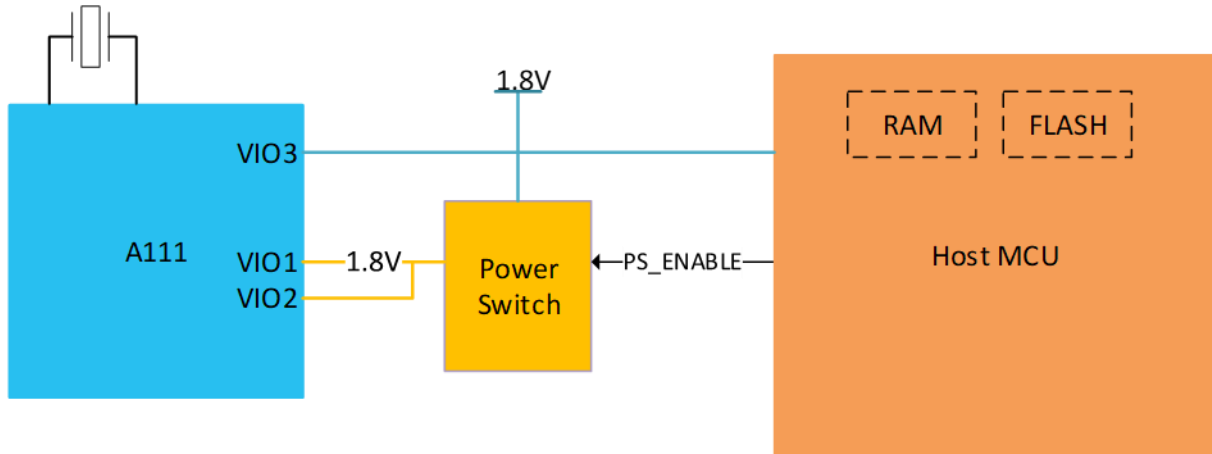 1.8V
RAM
FLASH
VIO3
A111
VIO1
1.8V
VIO2
Power
Switch
PS_ENABLE
Host MCU